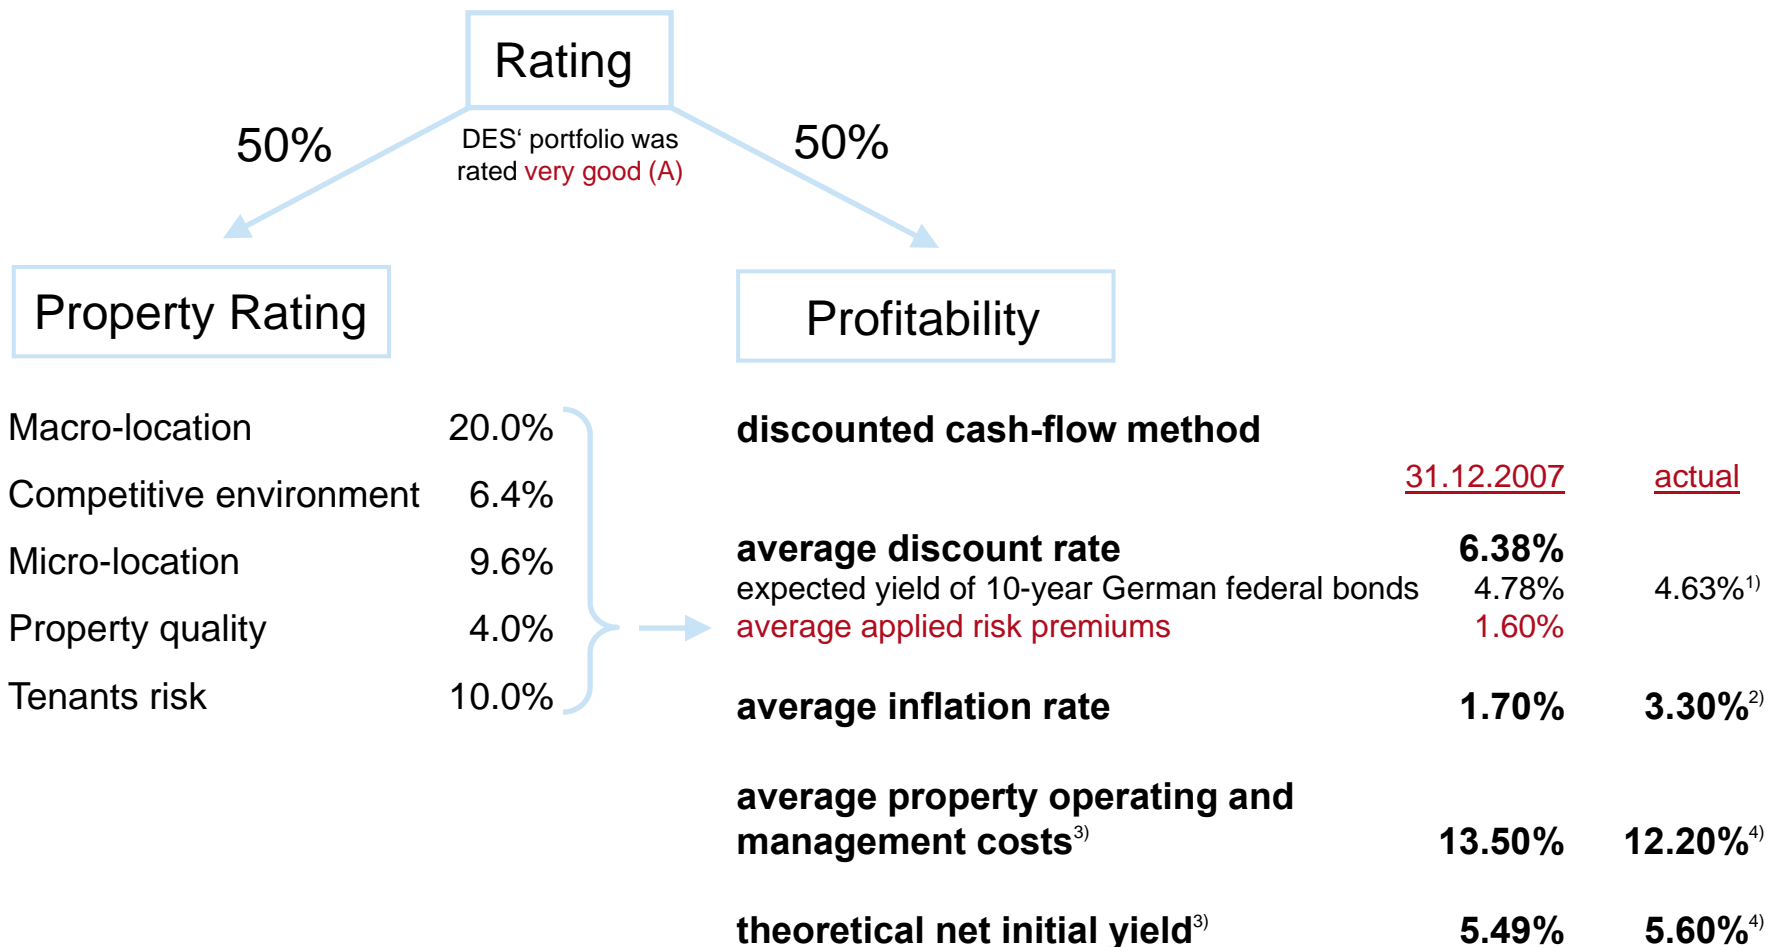 Rating
50%
DES‘ portfolio was
rated very good (A)
50%
Property Rating
Profitability
Macro-location 20.0%
Competitive environment 6.4%
Micro-location 9.6%
Property quality 4.0%
Tenants risk 10.0%
discounted cash-flow method
31.12.2007 actual
average discount rate 6.38%
expected yield of 10-year German federal bonds 4.78% 4.63%1)
average applied risk premiums 1.60%
average inflation rate 1.70% 3.30%2)
average property operating and
management costs3) 13.50% 12.20%4)
theoretical net initial yield3) 5.49% 5.60%4)